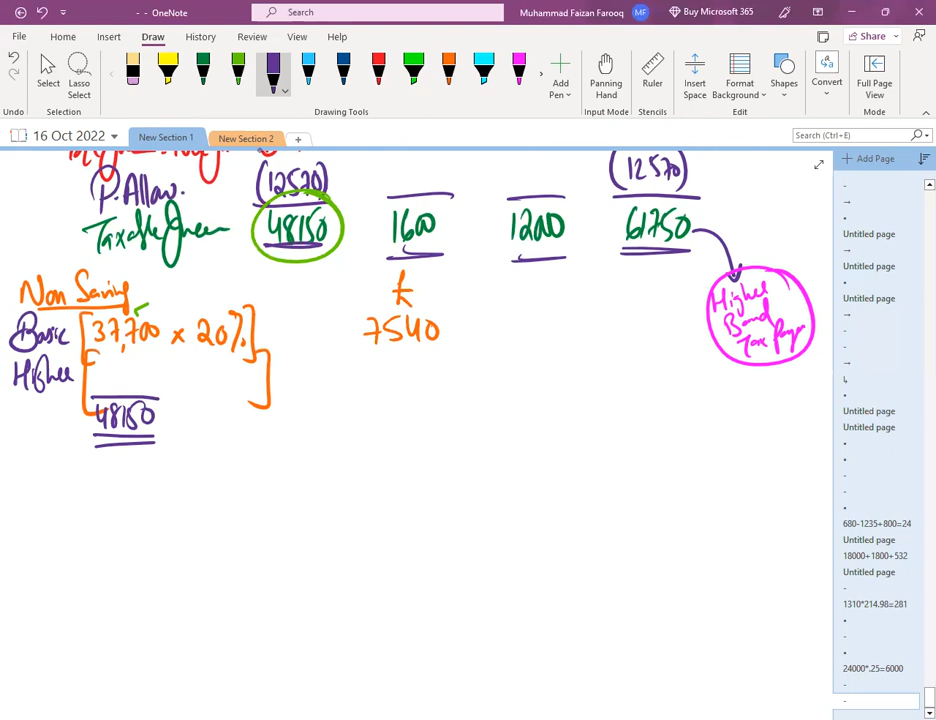 - OneNote
Search
Muhammad Faizan Farooq MF Buy Microsoft 365
File Home Insert Draw History Review View Help Share
Undo
Select
Lasso Select
Add Pen
Panning Hand
Rulers
Insert Space
Format Background
Shapes
Convert
Full Page View
Undo Selection Drawing Tools Input Mode Stencils Edit Convert Mode
16 Oct 2022 New Section 1 New Section 2 + Search (Ctrl+E)
Add Page
P.Allow. (12570) (12570)
Taxable Income 48150 1600 1200 61750
Higher Band Tax Payer
Non Saving £
Basic [37,700 x 20%] 7540
Higher [ ]
48150
Untitled page
Untitled page
Untitled page
Untitled page
Untitled page
680-1235+800=24
Untitled page
18000+1800+532
Untitled page
1310*214.98=281
24000*.25=6000